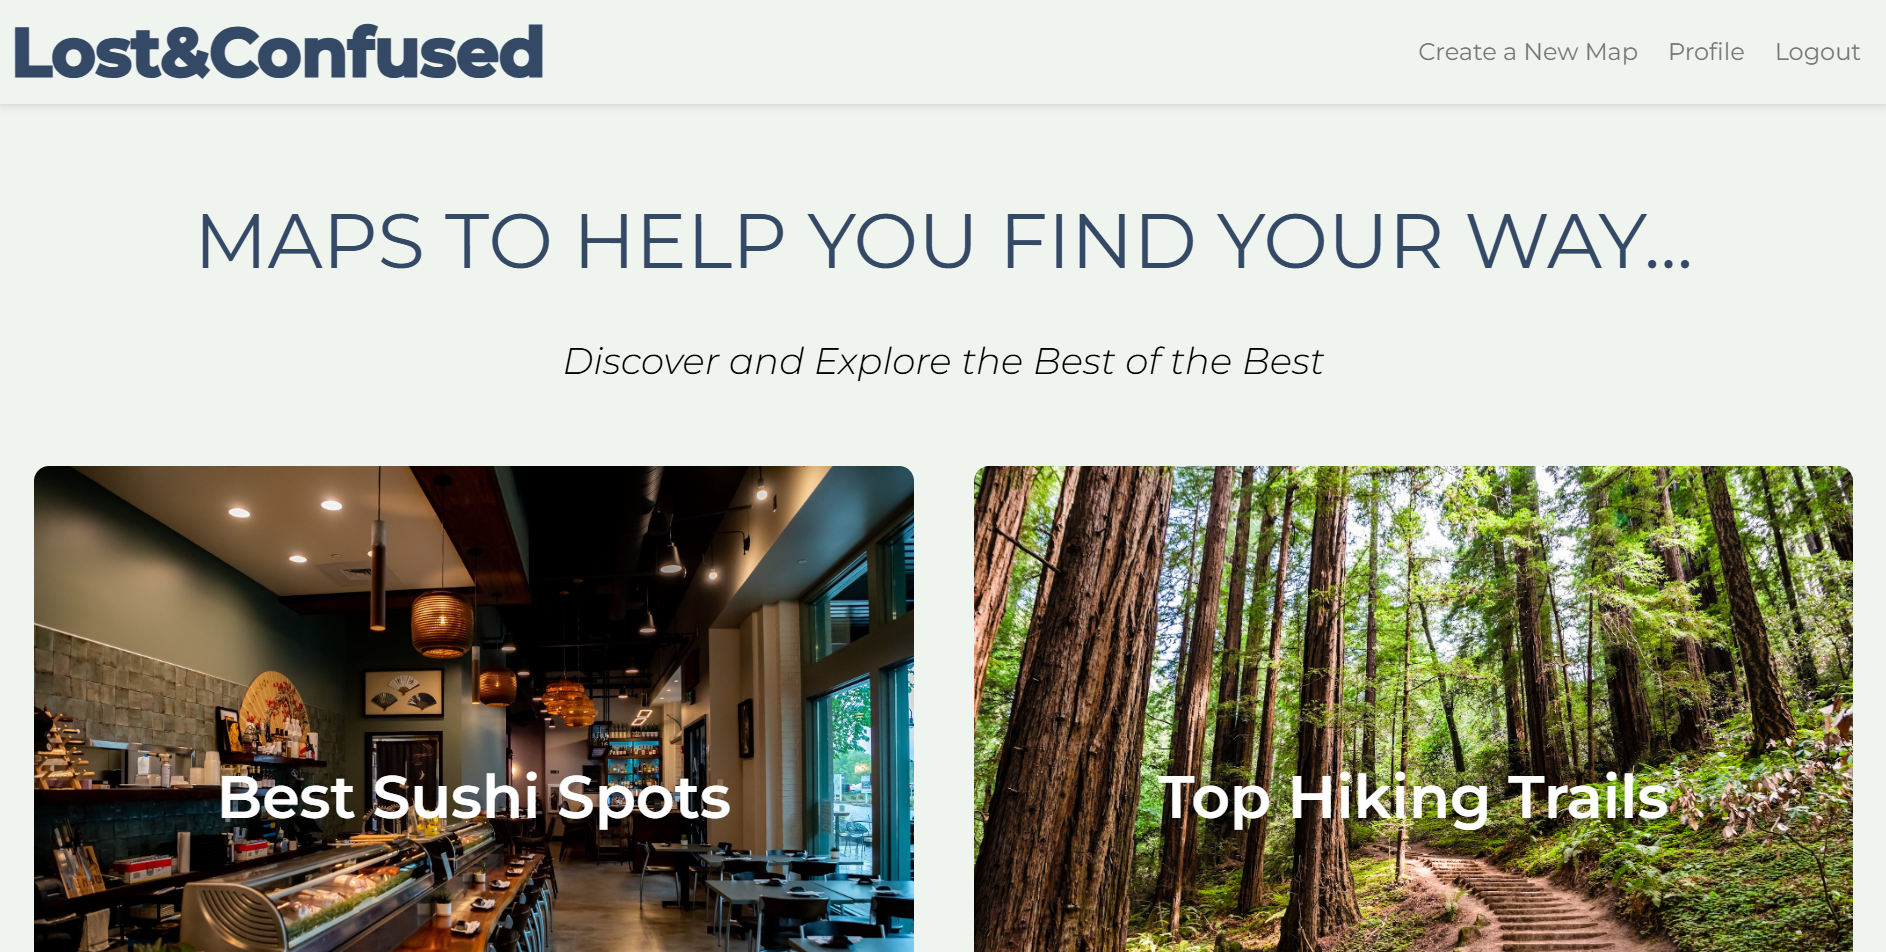 Lost&Confused
Create a New Map Profile Logout
MAPS TO HELP YOU FIND YOUR WAY...
Discover and Explore the Best of the Best
Best Sushi Spots
Top Hiking Trails